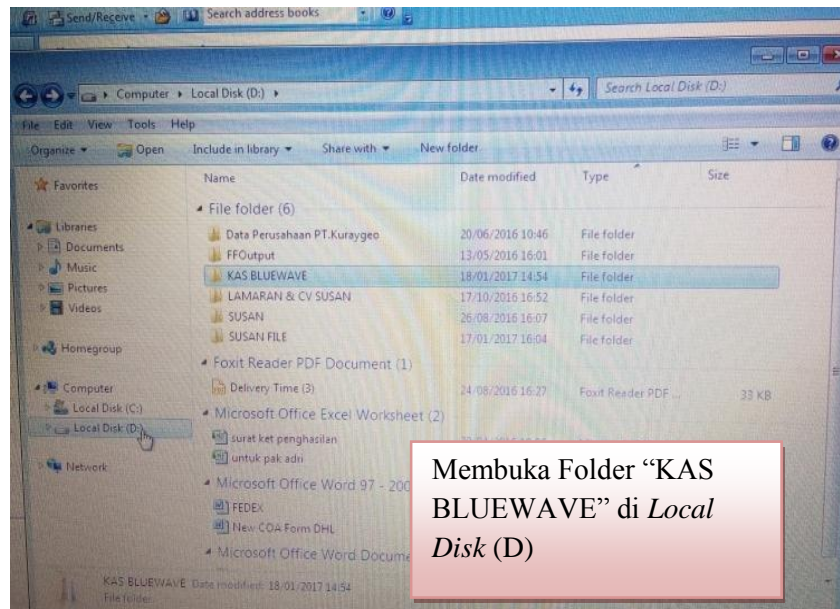 Send/Receive Search address books
Computer Local Disk (D:) Search Local Disk (D:)
File Edit View Tools Help
Organize Open Include in library Share with New folder
Name Date modified Type Size
Favorites
Libraries
Documents
Music
Pictures
Videos
Homegroup
Computer
Local Disk (C:)
Local Disk (D:)
Network
File folder (6)
Data Perusahaan PT.Kuraygeo 20/06/2016 10:46 File folder
FFOutput 13/05/2016 16:01 File folder
KAS BLUEWAVE 18/01/2017 14:54 File folder
LAMARAN & CV SUSAN 17/10/2016 16:52 File folder
SUSAN 26/08/2016 16:07 File folder
SUSAN FILE 17/01/2017 16:04 File folder
Foxit Reader PDF Document (1)
Delivery Time (3) 24/08/2016 16:27 Foxit Reader PDF ... 33 KB
Microsoft Office Excel Worksheet (2)
surat ket penghasilan
untuk pak adri
Microsoft Office Word 97 - 200
FEDEX
New COA Form DHL
Microsoft Office Word Docume
KAS BLUEWAVE Date modified: 18/01/2017 14:54
File folder
Membuka Folder “KAS
BLUEWAVE” di Local
Disk (D)